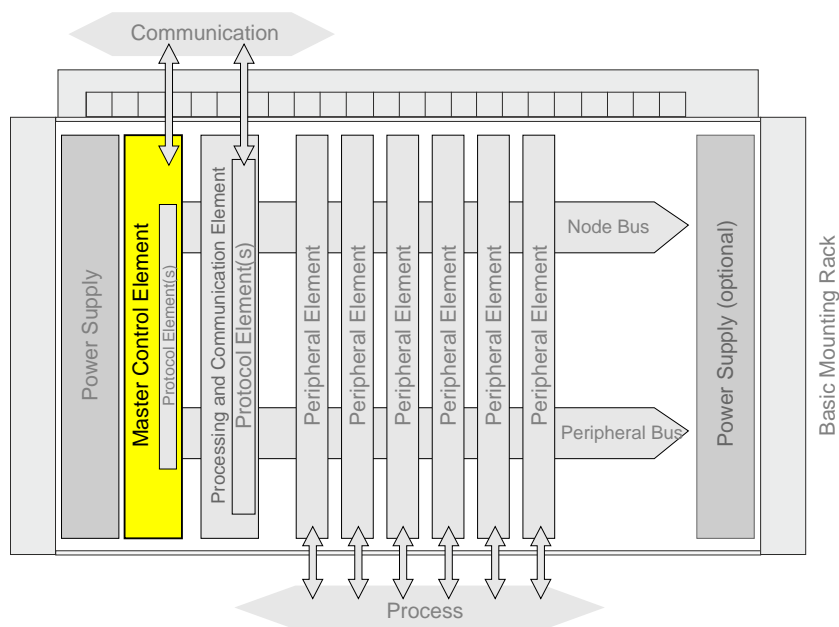 Communication
Power Supply
Master Control Element
Protocol Element(s)
Processing and Communication Element
Protocol Element(s)
Peripheral Element
Peripheral Element
Peripheral Element
Peripheral Element
Peripheral Element
Peripheral Element
Node Bus
Peripheral Bus
Power Supply (optional)
Basic Mounting Rack
Process